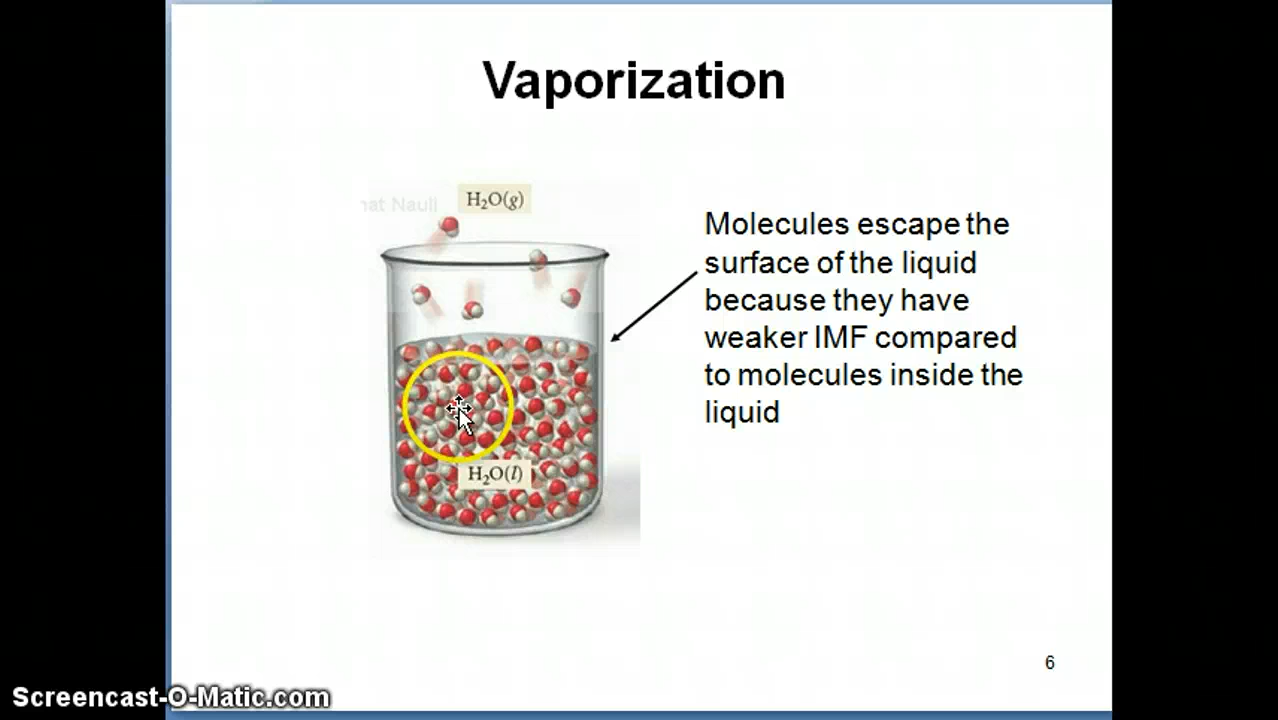 Vaporization
H₂O(g)
Molecules escape the
surface of the liquid
because they have
weaker IMF compared
to molecules inside the
liquid
H₂O(l)
6
Screencast-O-Matic.com